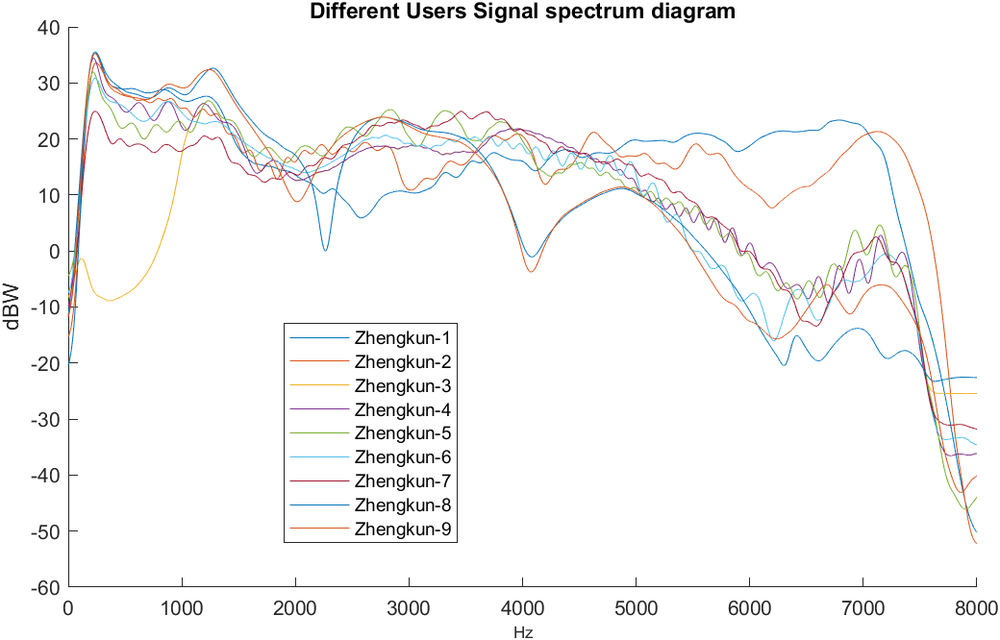 Different Users Signal spectrum diagram
40
30
20
10
0
-10
-20
-30
-40
-50
-60
dBW
Zhengkun-1
Zhengkun-2
Zhengkun-3
Zhengkun-4
Zhengkun-5
Zhengkun-6
Zhengkun-7
Zhengkun-8
Zhengkun-9
0 1000 2000 3000 4000 5000 6000 7000 8000
Hz